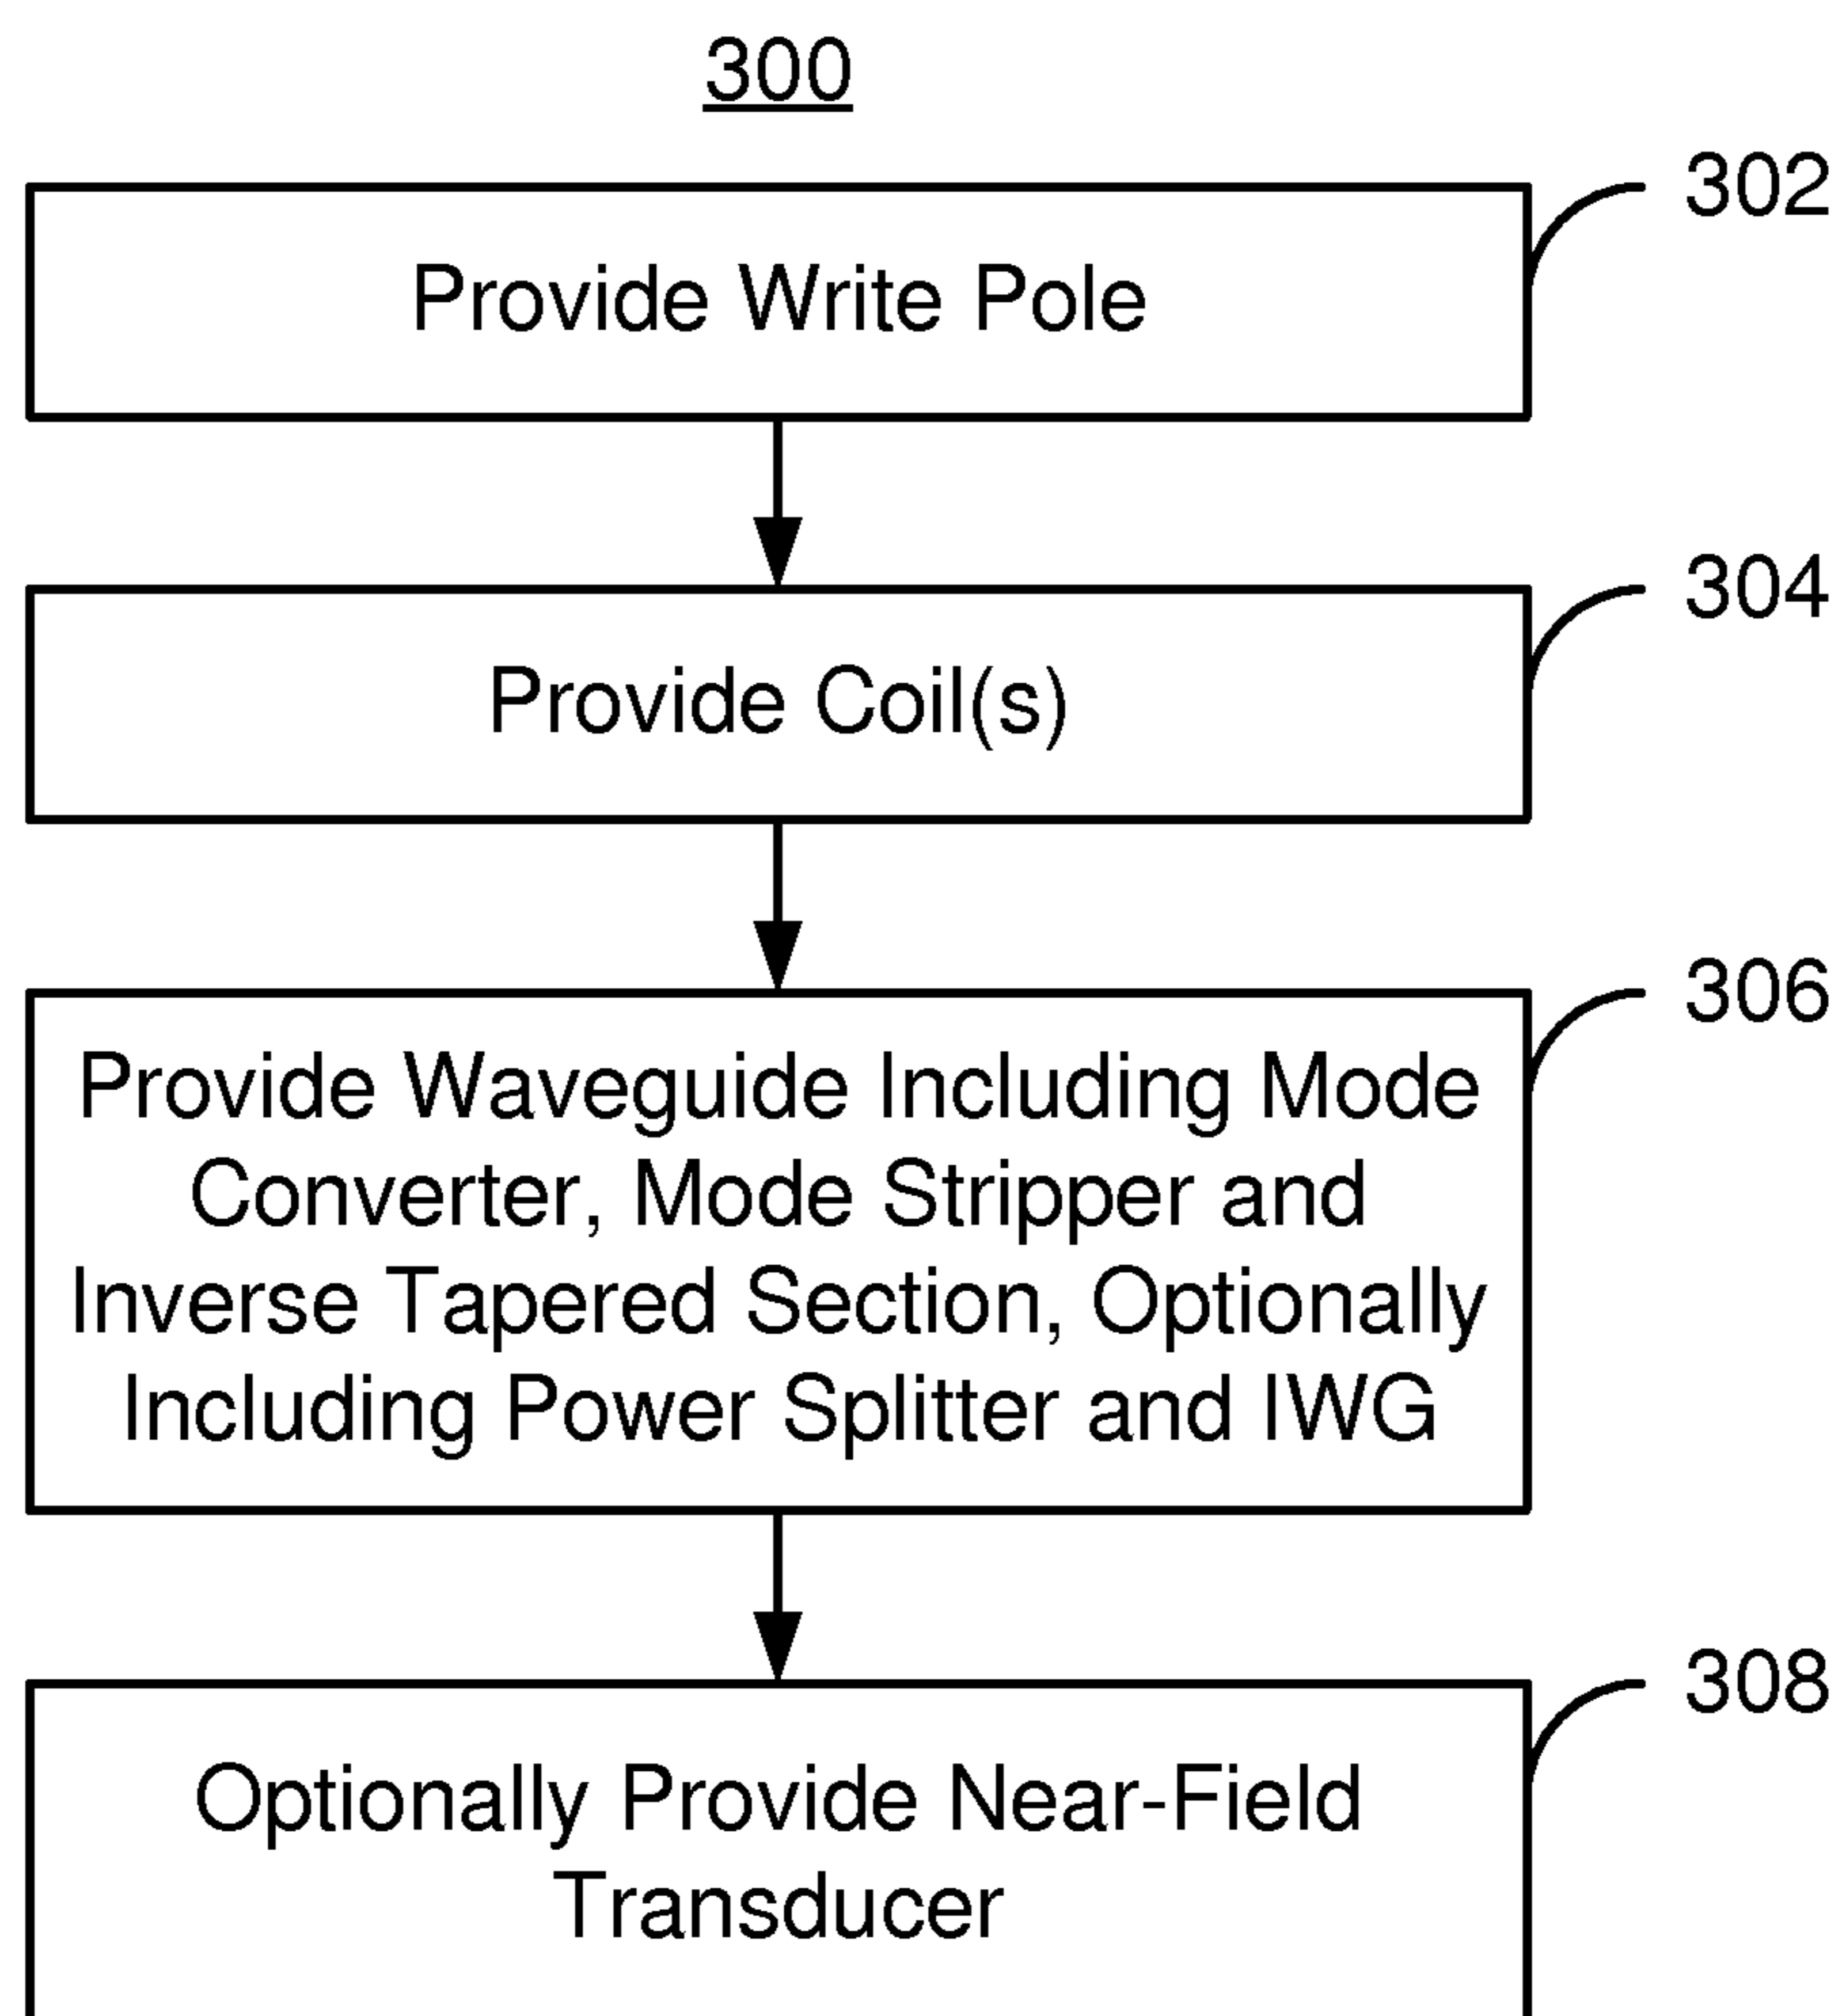 300
302
Provide Write Pole
304
Provide Coil(s)
306
Provide Waveguide Including Mode
Converter, Mode Stripper and
Inverse Tapered Section, Optionally
Including Power Splitter and IWG
308
Optionally Provide Near-Field
Transducer